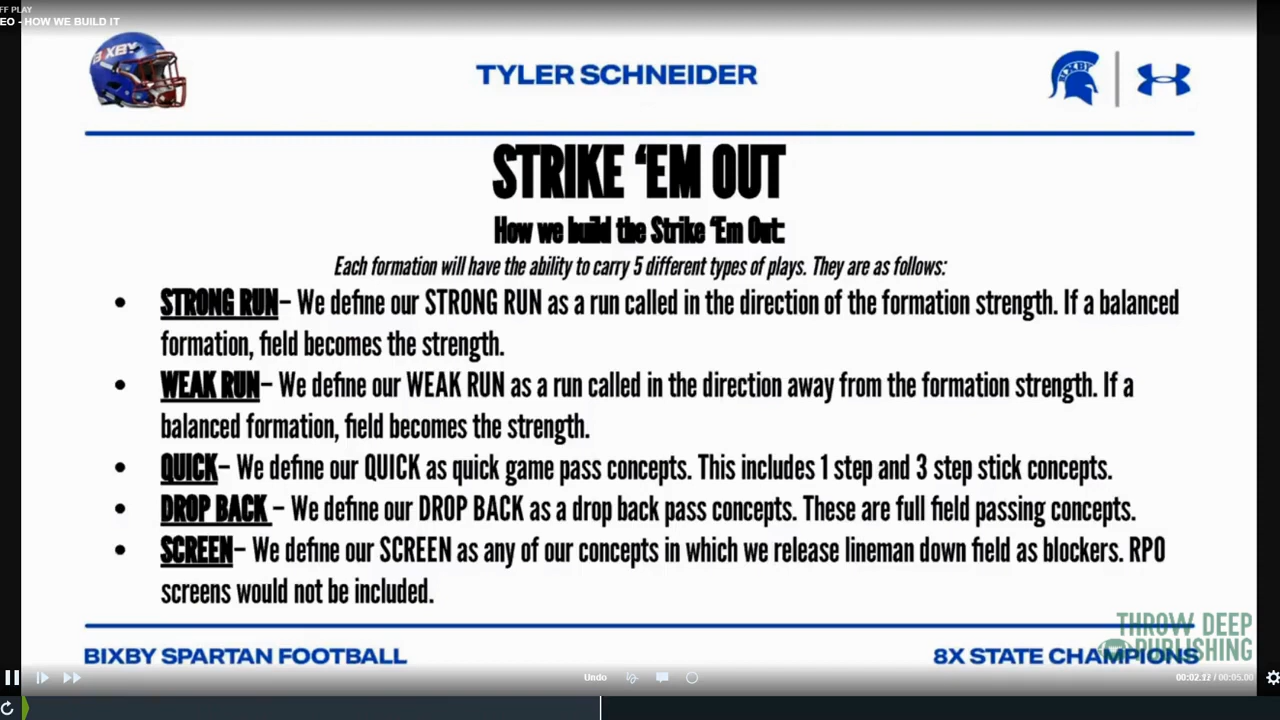 FF PLAY
EO - HOW WE BUILD IT
BIXBY
TYLER SCHNEIDER
BIXBY
STRIKE ‘EM OUT
How we build the Strike ‘Em Out:
Each formation will have the ability to carry 5 different types of plays. They are as follows:
• STRONG RUN– We define our STRONG RUN as a run called in the direction of the formation strength. If a balanced
formation, field becomes the strength.
• WEAK RUN– We define our WEAK RUN as a run called in the direction away from the formation strength. If a
balanced formation, field becomes the strength.
• QUICK– We define our QUICK as quick game pass concepts. This includes 1 step and 3 step stick concepts.
• DROP BACK – We define our DROP BACK as a drop back pass concepts. These are full field passing concepts.
• SCREEN– We define our SCREEN as any of our concepts in which we release lineman down field as blockers. RPO
screens would not be included.
THROW DEEP
PUBLISHING
BIXBY SPARTAN FOOTBALL
8X STATE CHAMPIONS
Undo
/ 00:05.00